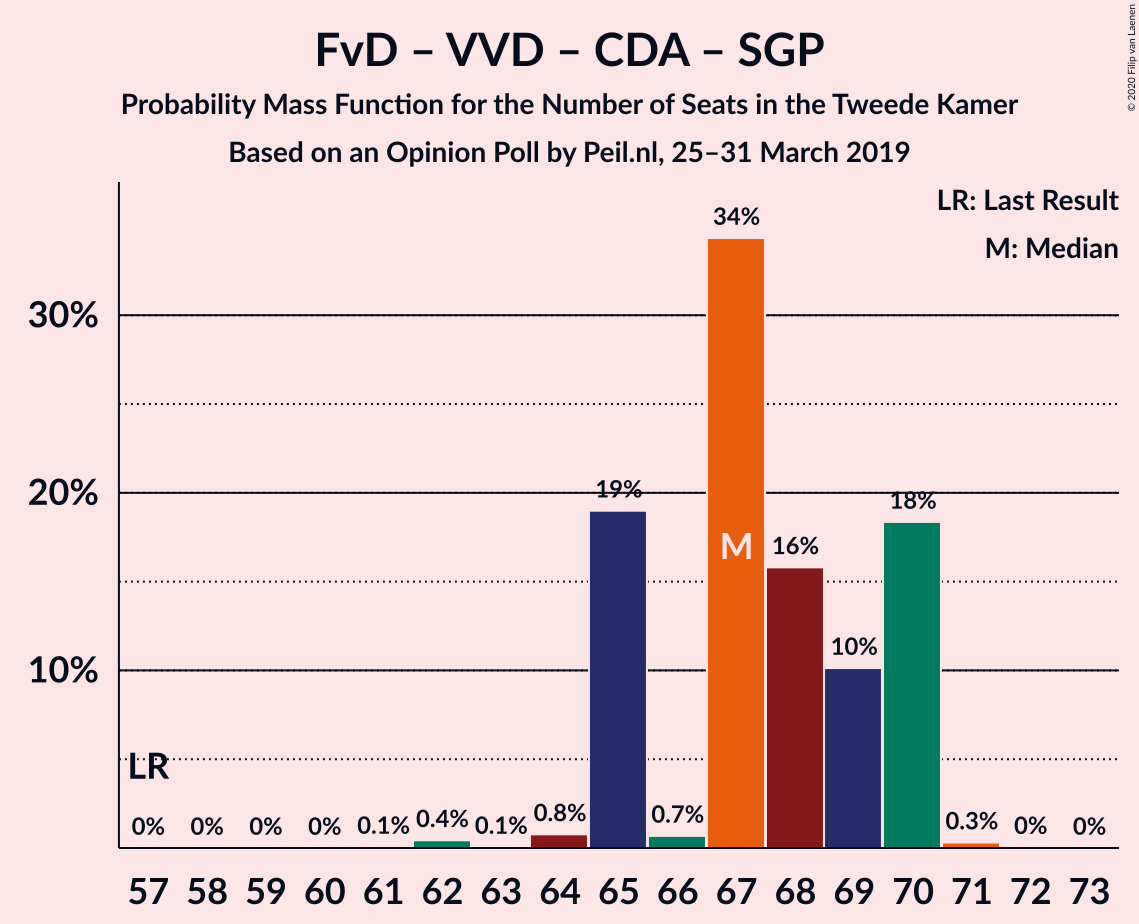 © 2020 Filip van Laenen
FvD – VVD – CDA – SGP
Probability Mass Function for the Number of Seats in the Tweede Kamer
Based on an Opinion Poll by Peil.nl, 25–31 March 2019
LR: Last Result
M: Median
30%
20%
10%
LR
M
0% 0% 0% 0% 0.1% 0.4% 0.1% 0.8% 19% 0.7% 34% 16% 10% 18% 0.3% 0% 0%
57 58 59 60 61 62 63 64 65 66 67 68 69 70 71 72 73